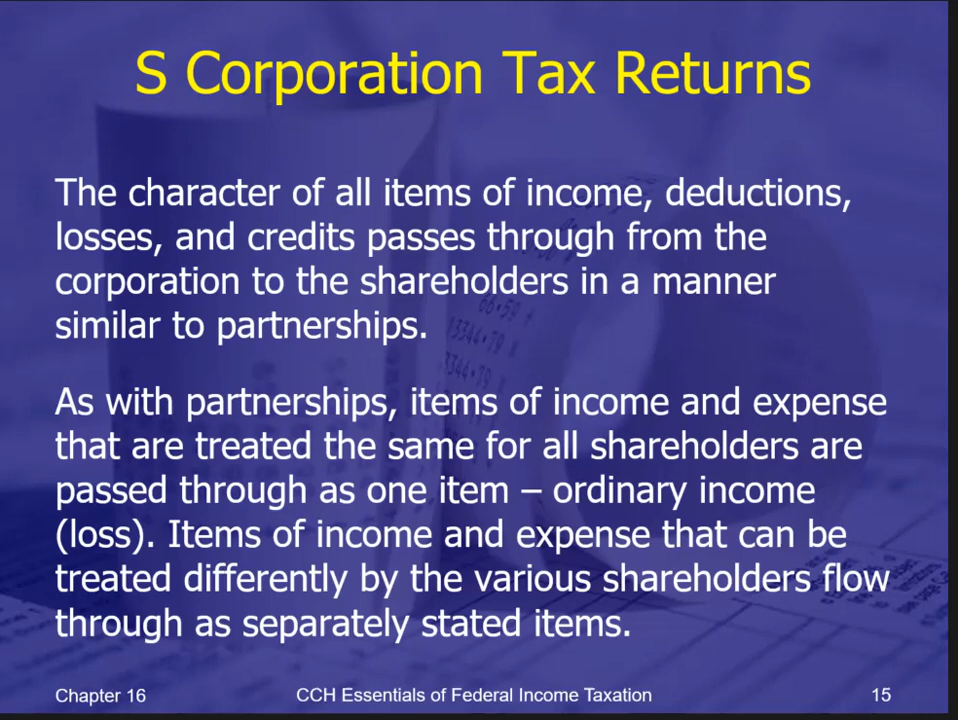 S Corporation Tax Returns
The character of all items of income, deductions,
losses, and credits passes through from the
corporation to the shareholders in a manner
similar to partnerships.
As with partnerships, items of income and expense
that are treated the same for all shareholders are
passed through as one item – ordinary income
(loss). Items of income and expense that can be
treated differently by the various shareholders flow
through as separately stated items.
Chapter 16
CCH Essentials of Federal Income Taxation
15